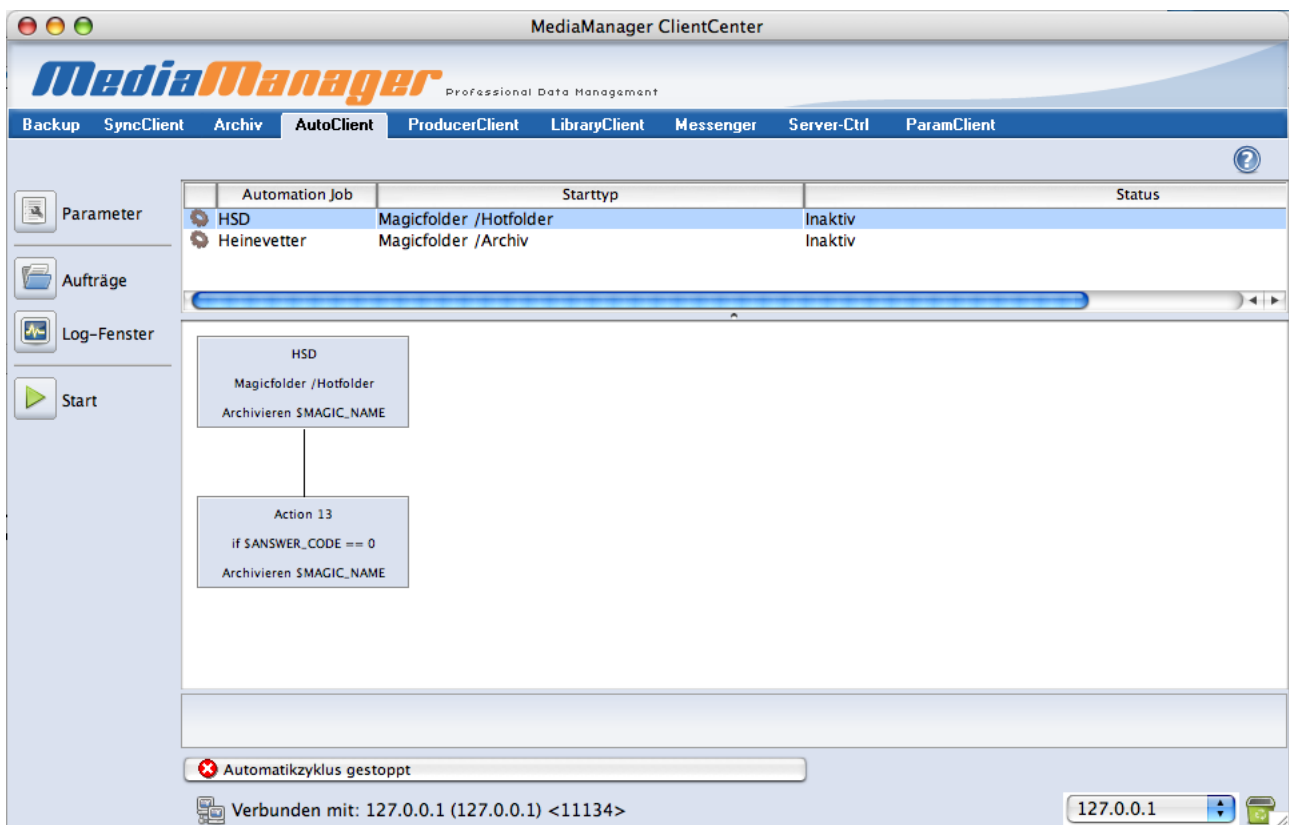 MediaManager ClientCenter
MediaManager Professional Data Management
Backup SyncClient Archiv AutoClient ProducerClient LibraryClient Messenger Server-Ctrl ParamClient
?
Automation Job Starttyp Status
HSD Magicfolder /Hotfolder Inaktiv
Heinevetter Magicfolder /Archiv Inaktiv
Parameter
Aufträge
Log-Fenster
Start
HSD
Magicfolder /Hotfolder
Archivieren $MAGIC_NAME
Action 13
if $ANSWER_CODE == 0
Archivieren $MAGIC_NAME
Automatikzyklus gestoppt
Verbunden mit: 127.0.0.1 (127.0.0.1) <11134>
127.0.0.1